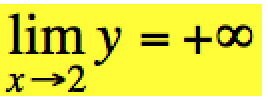 lim y = +∞
x→2